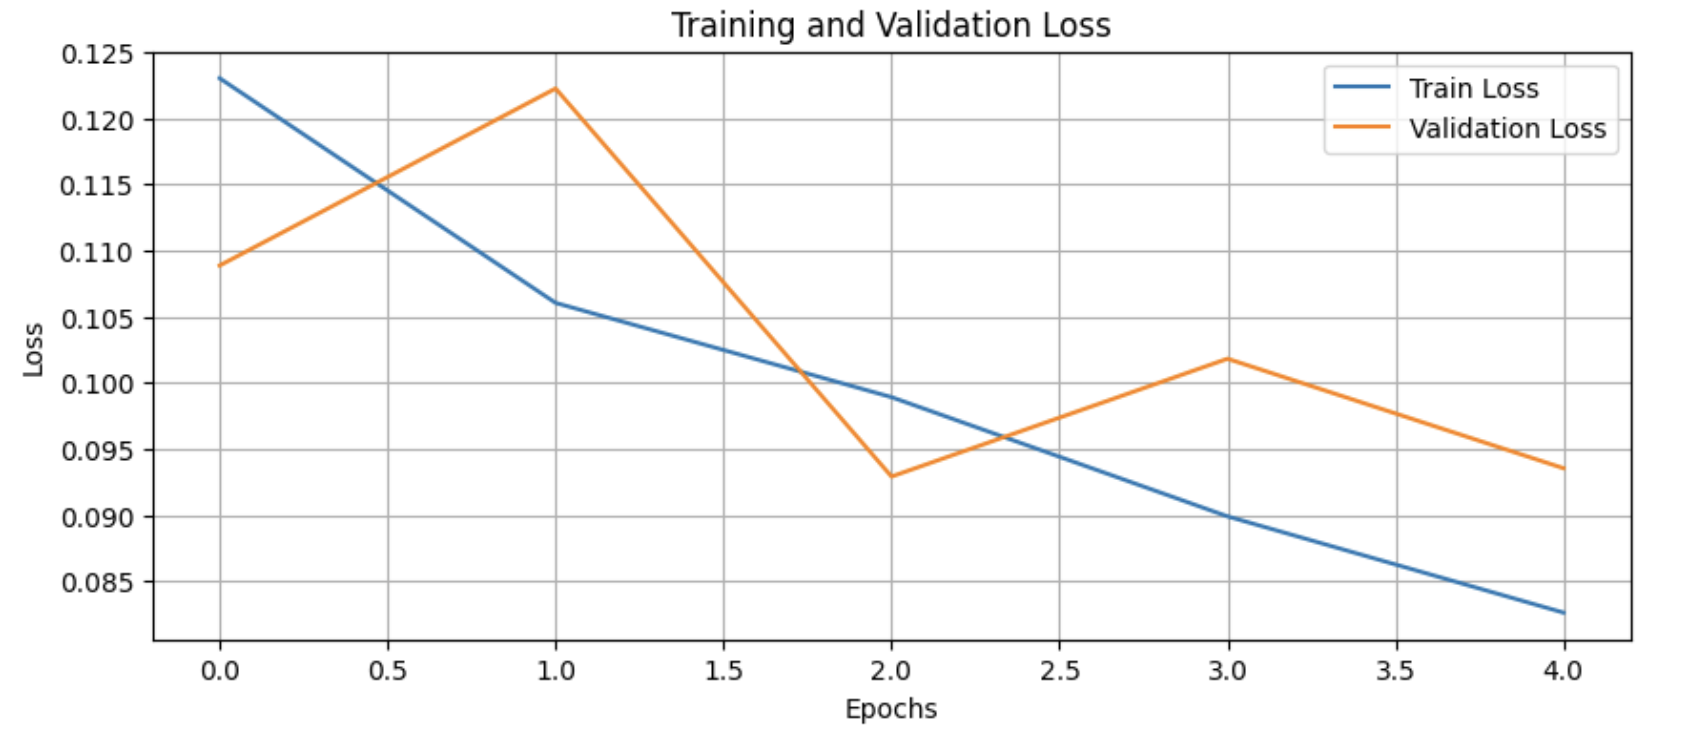 Training and Validation Loss
0.125
0.120
0.115
0.110
0.105
0.100
0.095
0.090
0.085
Loss
Train Loss
Validation Loss
0.0 0.5 1.0 1.5 2.0 2.5 3.0 3.5 4.0
Epochs